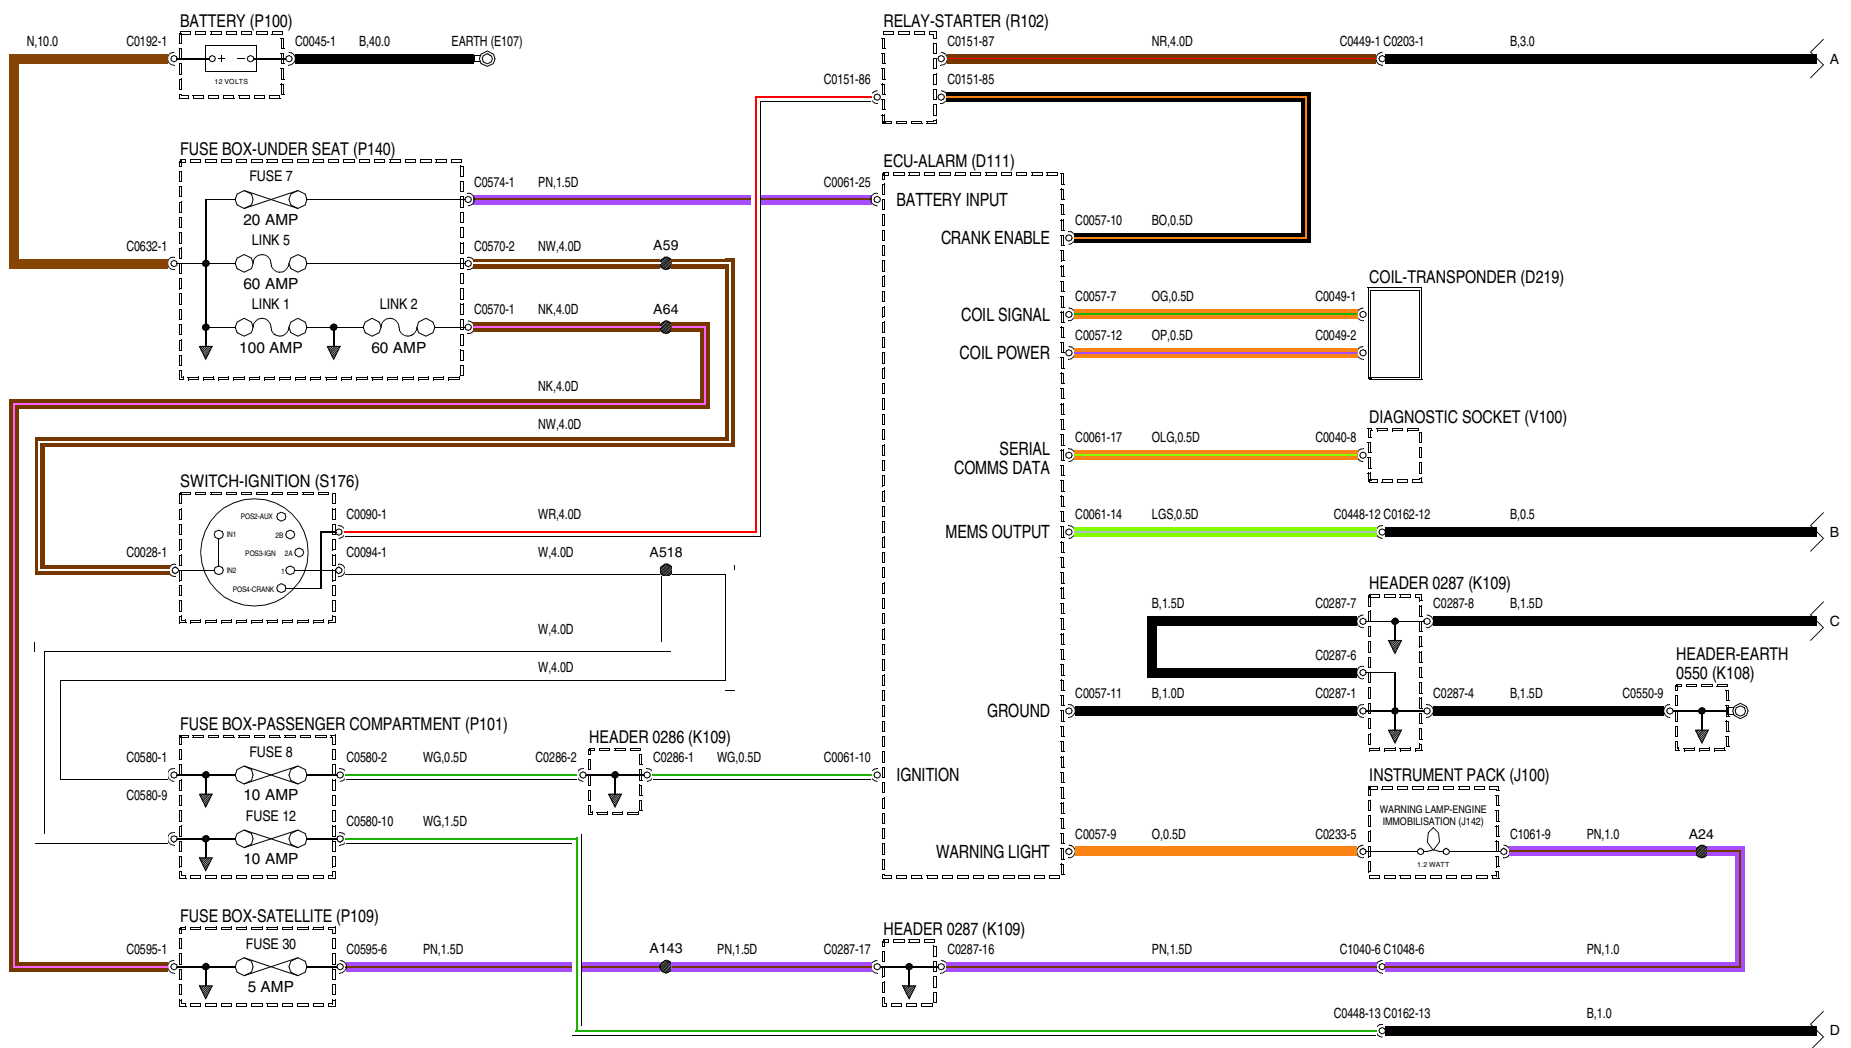 BATTERY (P100)
RELAY-STARTER (R102)
N,10.0 C0192-1 C0045-1 B,40.0 EARTH (E107) C0151-87 NR,4.0D C0449-1 C0203-1 B,3.0
+ − A
12 VOLTS C0151-86 C0151-85
FUSE BOX-UNDER SEAT (P140)
ECU-ALARM (D111)
FUSE 7
C0574-1 PN,1.5D C0061-25
BATTERY INPUT
20 AMP C0057-10 BO,0.5D
CRANK ENABLE
LINK 5
C0632-1 C0570-2 NW,4.0D A59
60 AMP
COIL-TRANSPONDER (D219)
LINK 1 LINK 2
C0570-1 NK,4.0D A64 C0057-7 OG,0.5D C0049-1
COIL SIGNAL
100 AMP 60 AMP C0057-12 OP,0.5D C0049-2
COIL POWER
NK,4.0D
NW,4.0D
DIAGNOSTIC SOCKET (V100)
C0061-17 OLG,0.5D C0040-8
SERIAL
COMMS DATA
SWITCH-IGNITION (S176)
POS2-AUX C0090-1 WR,4.0D C0061-14 LGS,0.5D C0448-12 C0162-12 B,0.5
IN1 2B MEMS OUTPUT B
C0028-1 POS3-IGN 2A C0094-1 W,4.0D A518
IN2 1
POS4-CRANK
HEADER 0287 (K109)
B,1.5D C0287-7 C0287-8 B,1.5D
C
W,4.0D
C0287-6 HEADER-EARTH
0550 (K108)
W,4.0D
C0057-11 B,1.0D C0287-1 C0287-4 B,1.5D C0550-9
GROUND
FUSE BOX-PASSENGER COMPARTMENT (P101)
HEADER 0286 (K109)
FUSE 8
C0580-1 C0580-2 WG,0.5D C0286-2 C0286-1 WG,0.5D C0061-10
IGNITION
INSTRUMENT PACK (J100)
C0580-9 10 AMP
WARNING LAMP-ENGINE
IMMOBILISATION (J142)
FUSE 12
C0580-10 WG,1.5D
10 AMP
C0057-9 O,0.5D C0233-5 C1061-9 PN,1.0 A24
WARNING LIGHT
1.2 WATT
FUSE BOX-SATELLITE (P109)
HEADER 0287 (K109)
FUSE 30
C0595-1 C0595-6 PN,1.5D A143 PN,1.5D C0287-17 C0287-16 PN,1.5D C1040-6 C1048-6 PN,1.0
5 AMP
C0448-13 C0162-13 B,1.0
D